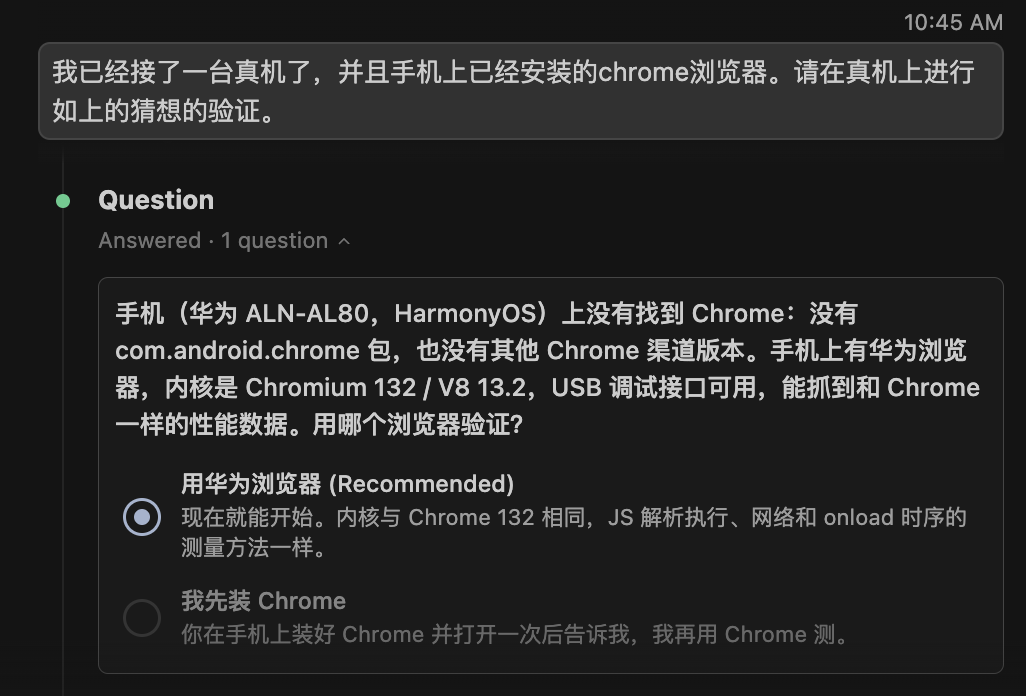 10:45 AM
我已经接了一台真机了，并且手机上已经安装的chrome浏览器。请在真机上进行
如上的猜想的验证。
Question
Answered · 1 question
手机（华为 ALN-AL80，HarmonyOS）上没有找到 Chrome：没有
com.android.chrome 包，也没有其他 Chrome 渠道版本。手机上有华为浏览
器，内核是 Chromium 132 / V8 13.2，USB 调试接口可用，能抓到和 Chrome
一样的性能数据。用哪个浏览器验证？
用华为浏览器 (Recommended)
现在就能开始。内核与 Chrome 132 相同，JS 解析执行、网络和 onload 时序的
测量方法一样。
我先装 Chrome
你在手机上装好 Chrome 并打开一次后告诉我，我再用 Chrome 测。